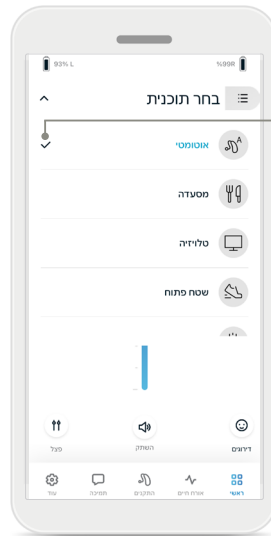 93% L
%99R
בחר תוכנית
A
אוטומטי
מסעדה
טלויזיה
שטח פתוח
דירוגים
השתק
פצל
ראשי
אורח חיים
התקנים
תמיכה
עוד